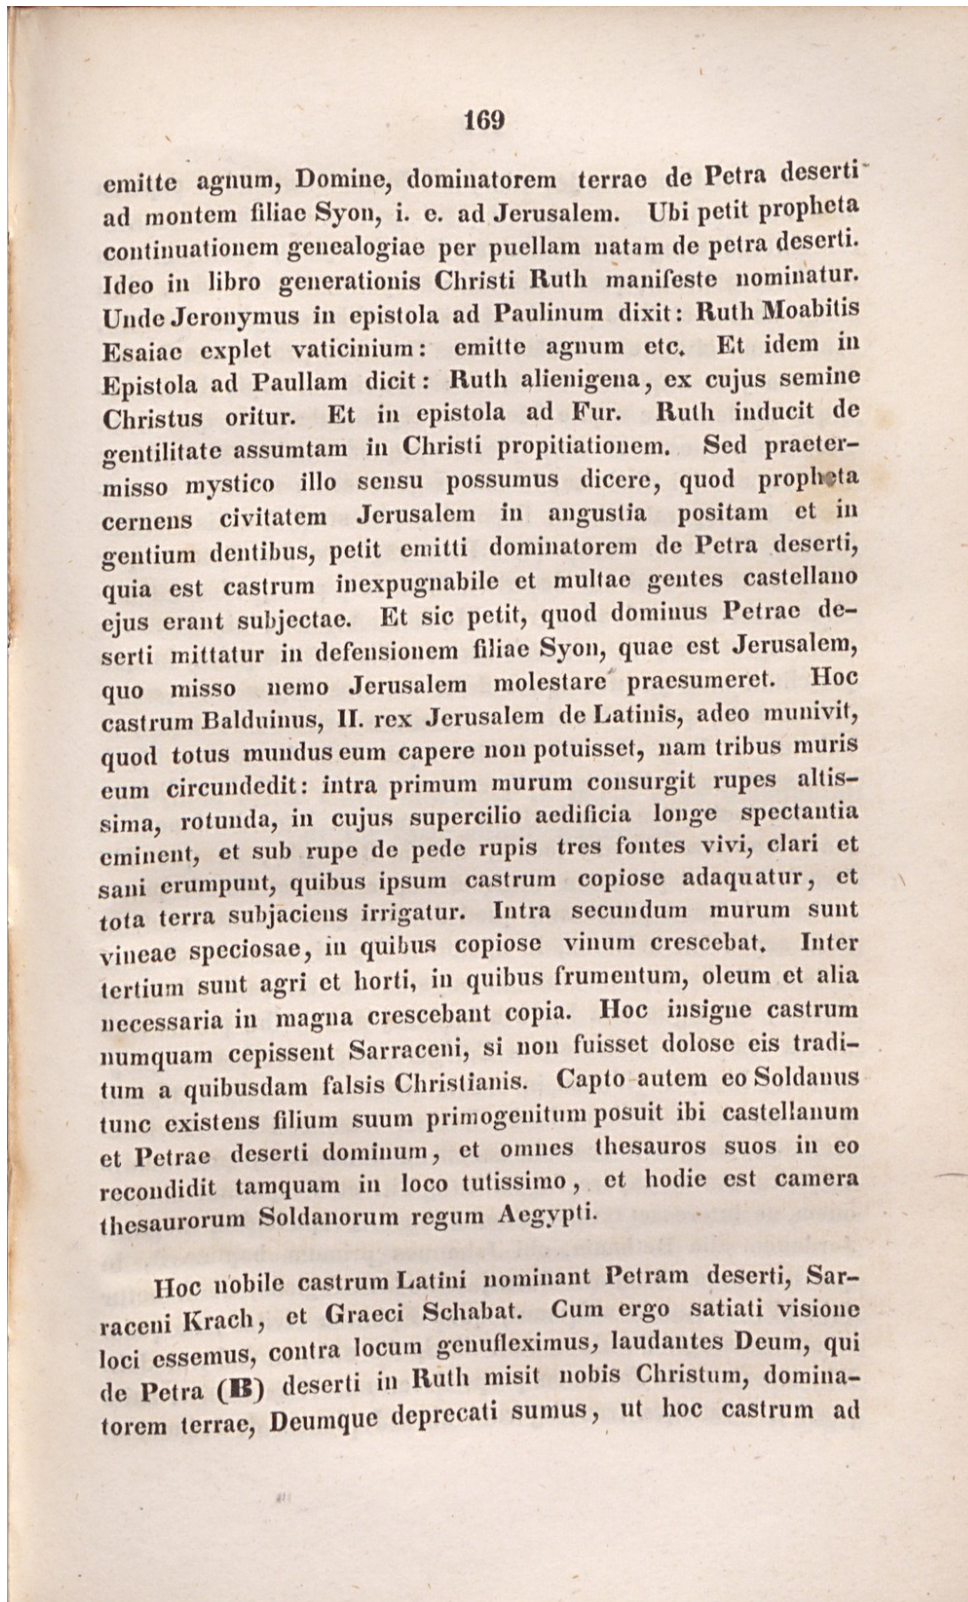 169
emitte agnum, Domine, dominatorem terrae de Petra deserti
ad montem filiae Syon, i. e. ad Jerusalem. Ubi petit propheta
continuationem genealogiae per puellam natam de petra deserti.
Ideo in libro generationis Christi Ruth manifeste nominatur.
Unde Jeronymus in epistola ad Paulinum dixit: Ruth Moabitis
Esaiae explet vaticinium: emitte agnum etc. Et idem in
Epistola ad Paullam dicit: Ruth alienigena, ex cujus semine
Christus oritur. Et in epistola ad Fur. Ruth inducit de
gentilitate assumtam in Christi propitiationem. Sed praeter-
misso mystico illo sensu possumus dicere, quod propheta
cernens civitatem Jerusalem in angustia positam et in
gentium dentibus, petit emitti dominatorem de Petra deserti,
quia est castrum inexpugnabile et multae gentes castellano
ejus erant subjectae. Et sic petit, quod dominus Petrae de-
serti mittatur in defensionem filiae Syon, quae est Jerusalem,
quo misso nemo Jerusalem molestare praesumeret. Hoc
castrum Balduinus, II. rex Jerusalem de Latinis, adeo munivit,
quod totus mundus eum capere non potuisset, nam tribus muris
eum circundedit: intra primum murum consurgit rupes altis-
sima, rotunda, in cujus supercilio aedificia longe spectantia
eminent, et sub rupe de pede rupis tres fontes vivi, clari et
sani erumpunt, quibus ipsum castrum copiose adaquatur, et
tota terra subjaciens irrigatur. Intra secundum murum sunt
vineae speciosae, in quibus copiose vinum crescebat. Inter
tertium sunt agri et horti, in quibus frumentum, oleum et alia
necessaria in magna crescebant copia. Hoc insigne castrum
numquam cepissent Sarraceni, si non fuisset dolose eis tradi-
tum a quibusdam falsis Christianis. Capto autem eo Soldanus
tunc existens filium suum primogenitum posuit ibi castellanum
et Petrae deserti dominum, et omnes thesauros suos in eo
recondidit tamquam in loco tutissimo, et hodie est camera
thesaurorum Soldanorum regum Aegypti.
Hoc nobile castrum Latini nominant Petram deserti, Sar-
raceni Krach, et Graeci Schabat. Cum ergo satiati visione
loci essemus, contra locum genufleximus, laudantes Deum, qui
de Petra (B) deserti in Ruth misit nobis Christum, domina-
torem terrae, Deumque deprecati sumus, ut hoc castrum ad